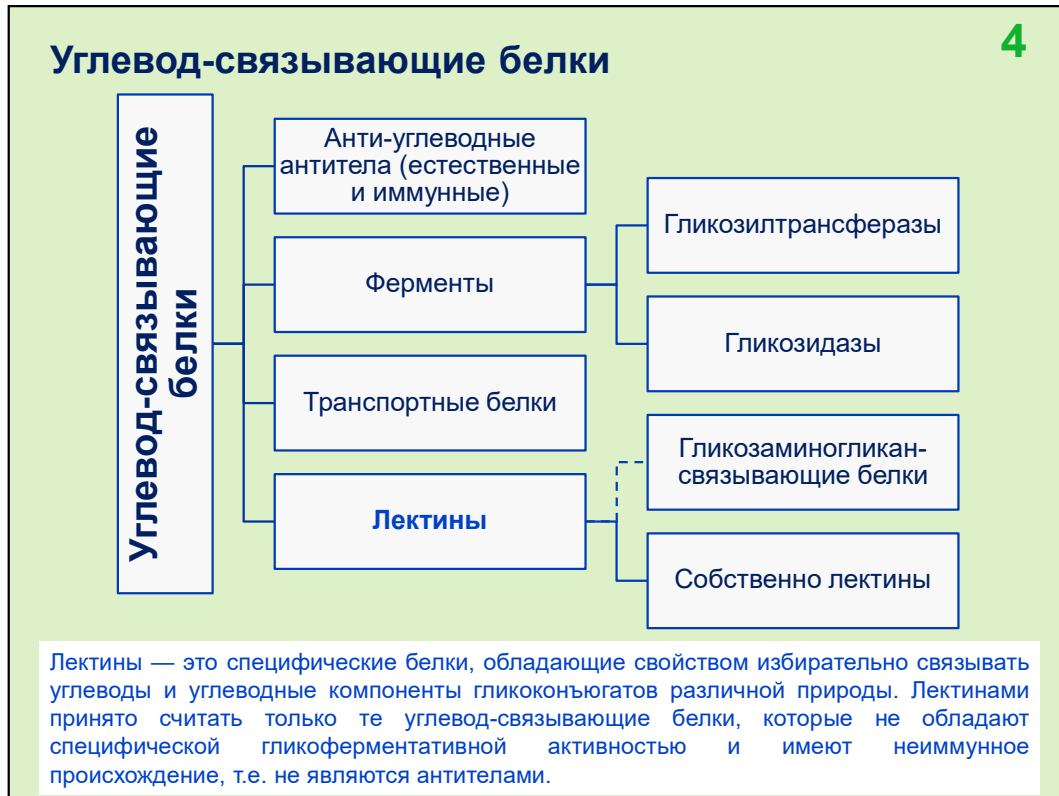 4
Углевод-связывающие белки
Углевод-связывающие
белки
Анти-углеводные
антитела (естественные
и иммунные)
Ферменты
Транспортные белки
Лектины
Гликозилтрансферазы
Гликозидазы
Гликозаминогликан-
связывающие белки
Собственно лектины
Лектины — это специфические белки, обладающие свойством избирательно связывать
углеводы и углеводные компоненты гликоконъюгатов различной природы. Лектинами
принято считать только те углевод-связывающие белки, которые не обладают
специфической гликоферментативной активностью и имеют неиммунное
происхождение, т.е. не являются антителами.